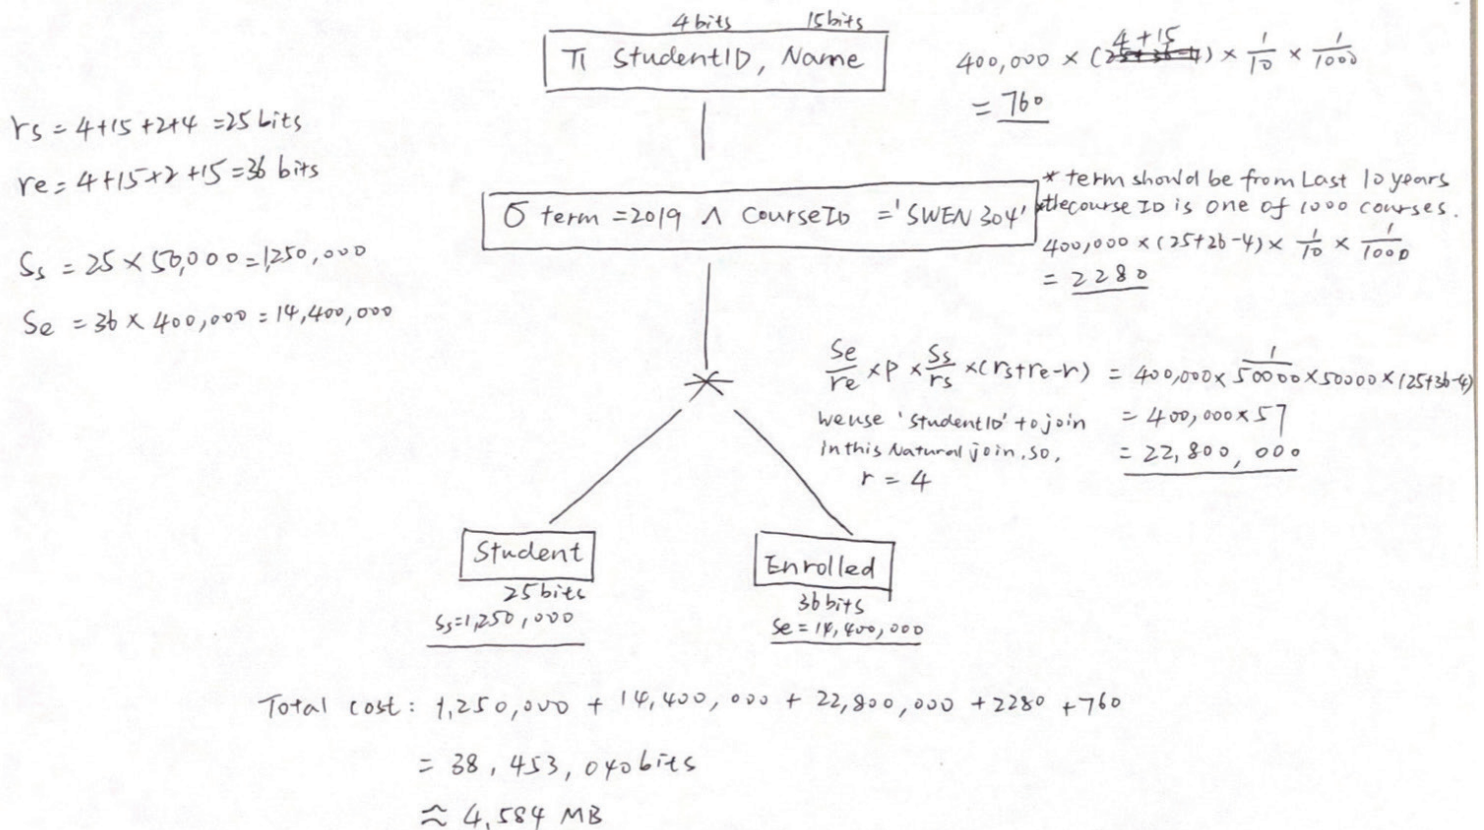 4 bits 15 bits
π StudentID, Name
400,000 × (4+15) × 1/10 × 1/1000
= 760
rs = 4+15+2+4 = 25 bits
re = 4+15+2+15 = 36 bits
Ss = 25 × 50,000 = 1,250,000
Se = 36 × 400,000 = 14,400,000
σ term = 2019 ∧ CourseID = 'SWEN 304'
* term should be from Last 10 years
* the course ID is one of 1000 courses.
400,000 × (25+26-4) × 1/10 × 1/1000
= 2280
*
Se/re × P × Ss/rs × (rs+re-r) = 400,000 × 1/50000 × 50000 × (25+36-4)
we use 'studentID' to join = 400,000 × 57
in this Natural join, so, = 22,800,000
r = 4
Student
25 bits
Ss=1,250,000
Enrolled
36 bits
Se = 14,400,000
Total cost: 1,250,000 + 14,400,000 + 22,800,000 + 2280 + 760
= 38,453,040 bits
≈ 4.584 MB